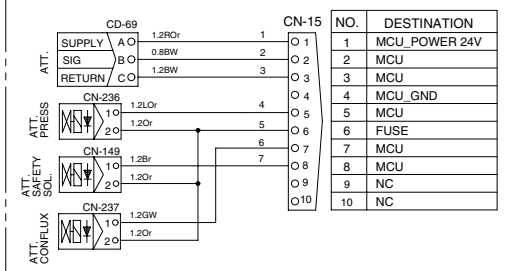 CD-69
CN-15
NO. DESTINATION
ATT.
SUPPLY A 1.2ROr 1 1
SIG B 0.8BW 2 2
RETURN C 1.2BW 3 3
4
CN-236
ATT. PRESS
1 1.2LOr 4 5
2 1.2Or 5 6
6 7
CN-149
ATT. SAFETY SOL.
1 1.2Br 7 8
2 1.2Or
9
10
CN-237
ATT. CONFLUX
1 1.2GW
2 1.2Or
1 MCU_POWER 24V
2 MCU
3 MCU
4 MCU_GND
5 MCU
6 FUSE
7 MCU
8 MCU
9 NC
10 NC